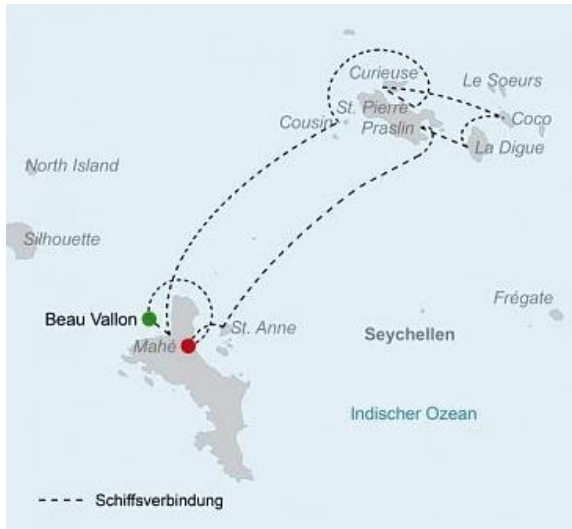 Curieuse
Le Soeurs
St. Pierre
Cousin
Praslin
Coco
La Digue
North Island
Silhouette
Frégate
Beau Vallon
St. Anne
Mahé
Seychellen
Indischer Ozean
Schiffsverbindung